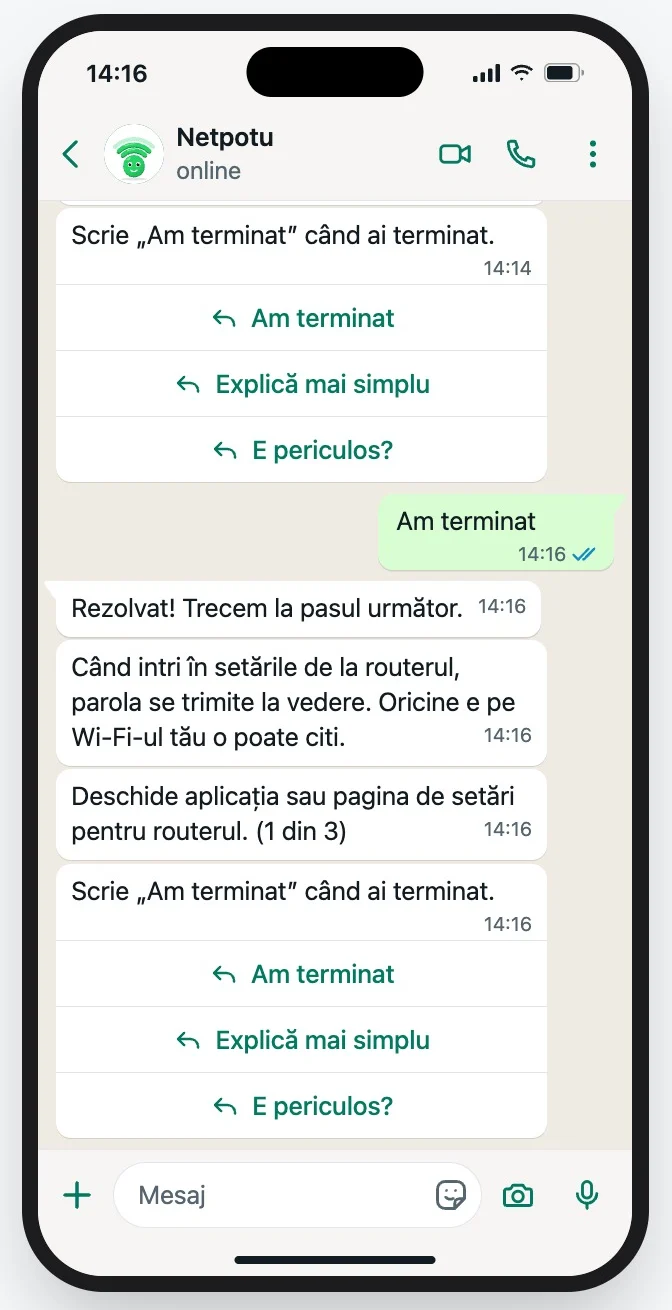 14:16
Netpotu
online
Scrie „Am terminat” când ai terminat.
14:14
Am terminat
Explică mai simplu
E periculos?
Am terminat
14:16
Rezolvat! Trecem la pasul următor. 14:16
Când intri în setările de la routerul,
parola se trimite la vedere. Oricine e pe
Wi-Fi-ul tău o poate citi. 14:16
Deschide aplicația sau pagina de setări
pentru routerul. (1 din 3) 14:16
Scrie „Am terminat” când ai terminat.
14:16
Am terminat
Explică mai simplu
E periculos?
Mesaj